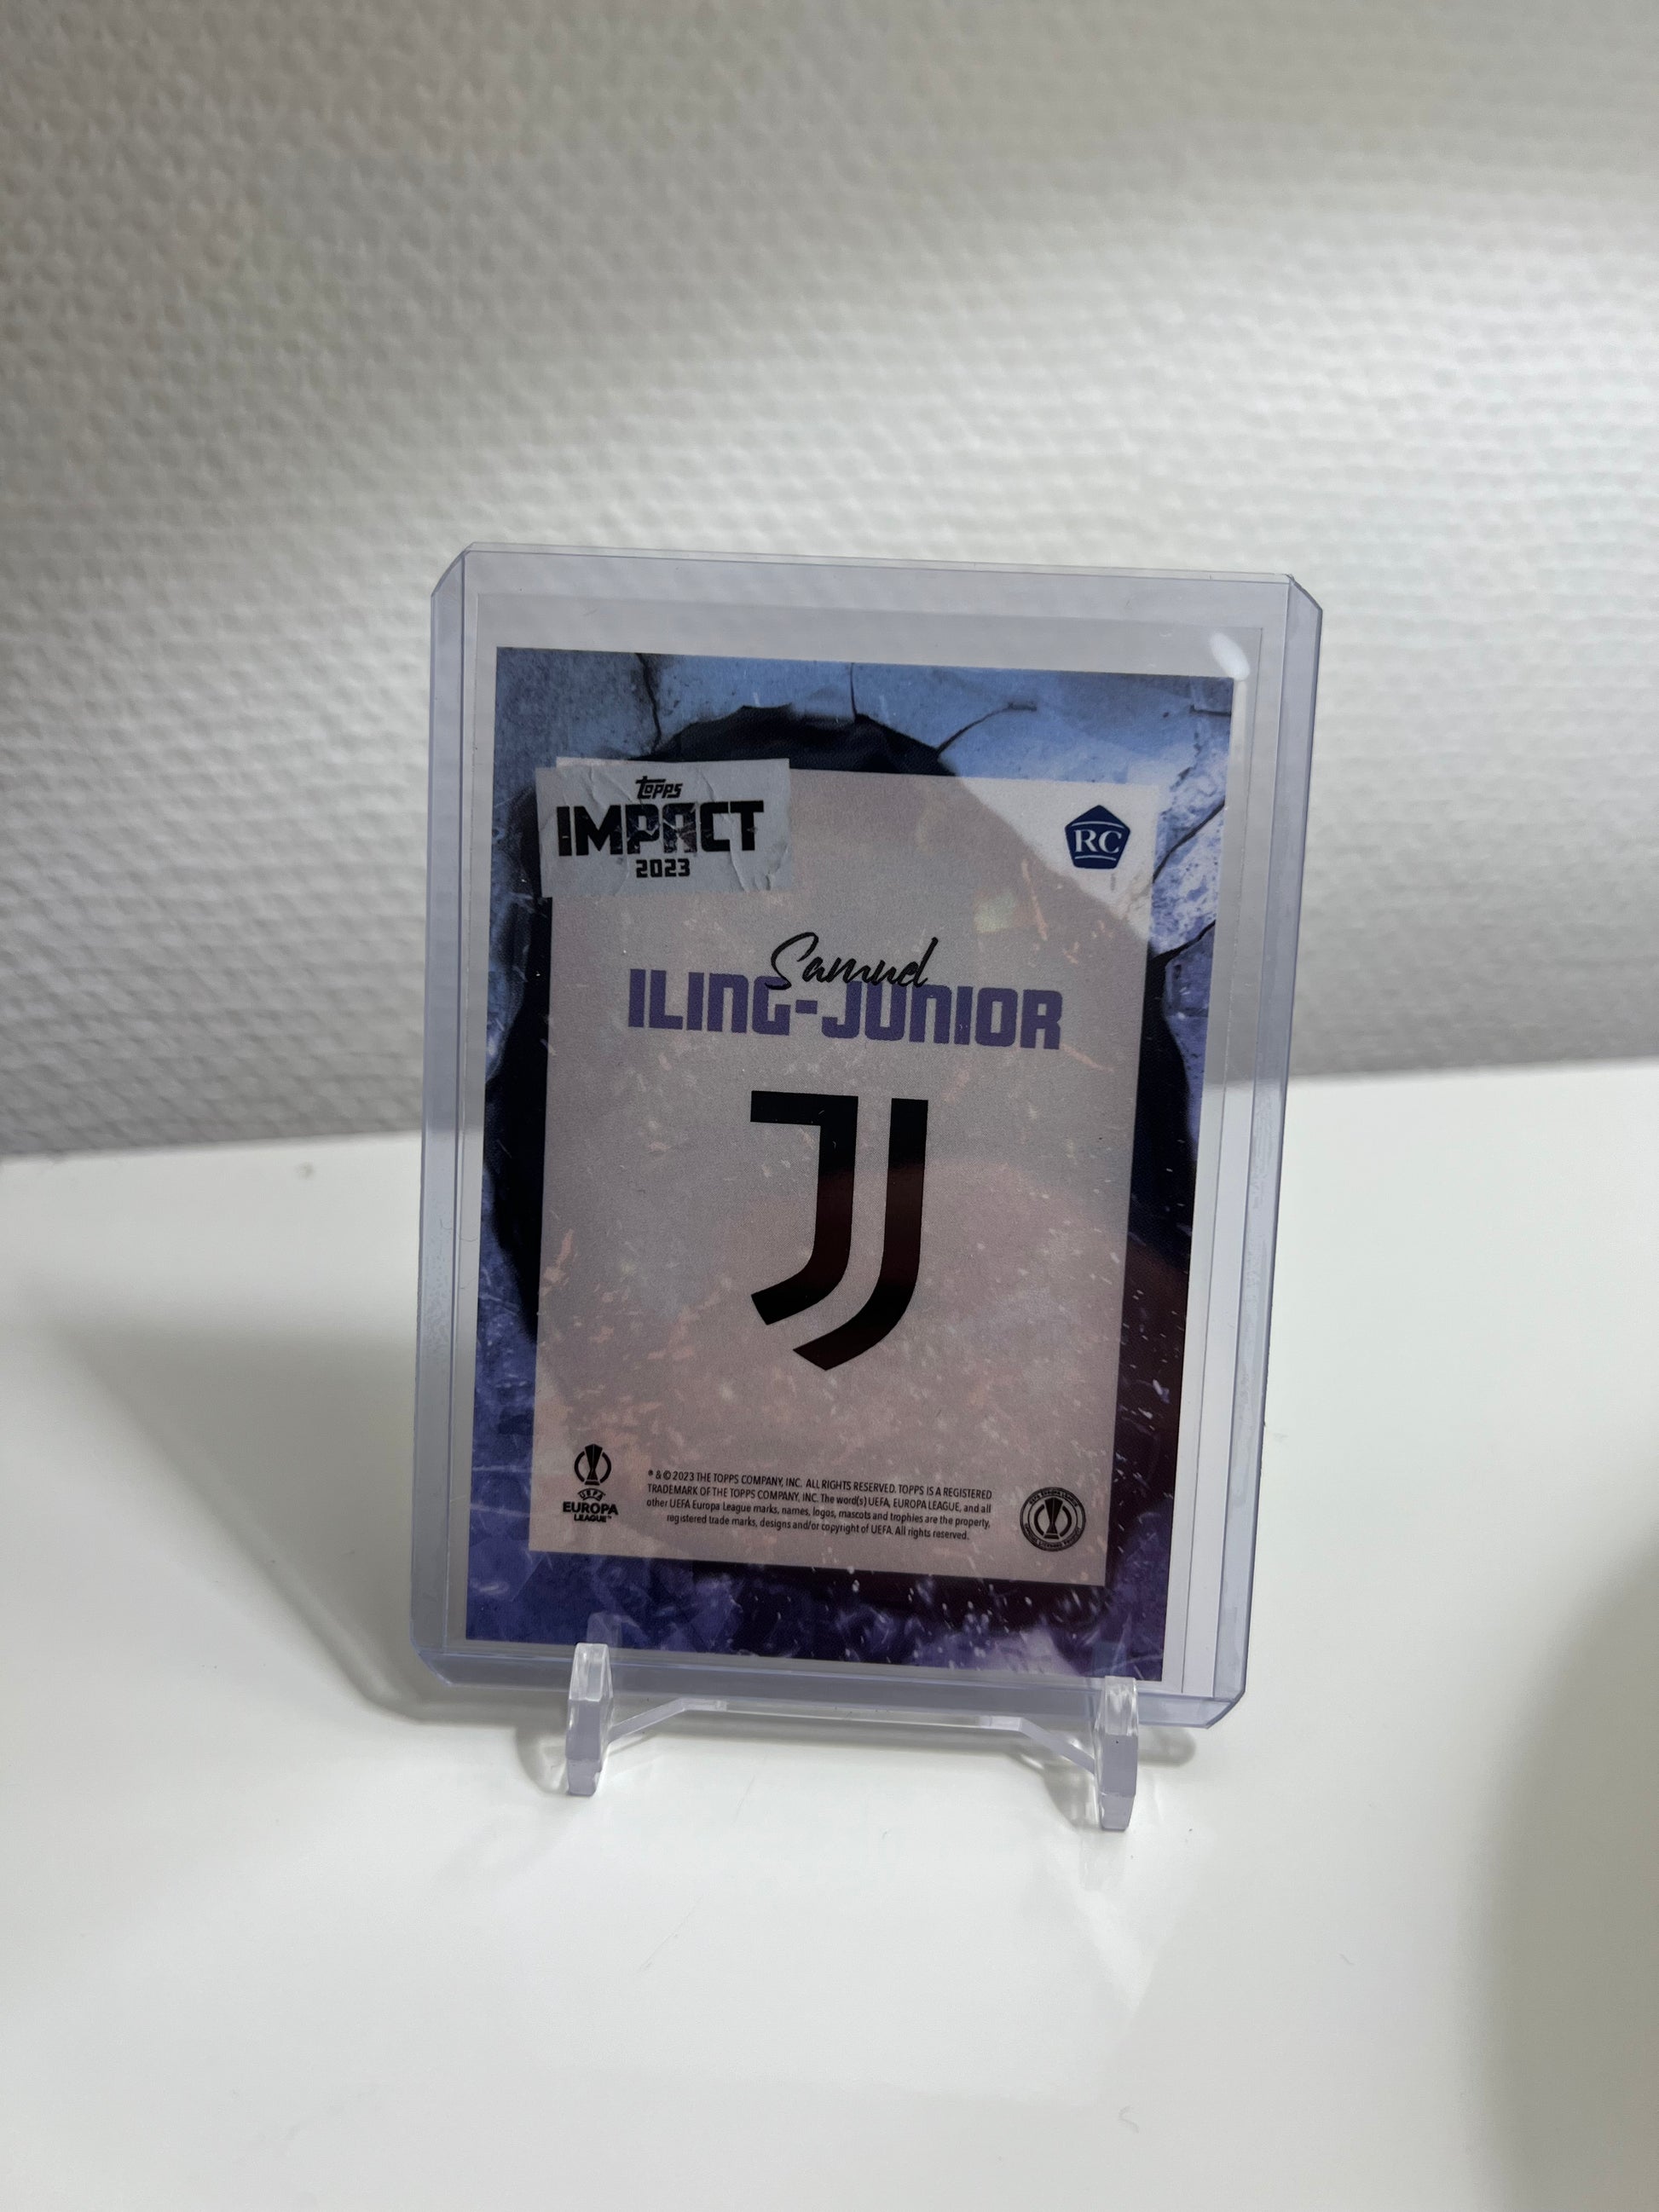 topps
IMPACT
2023
RC
Samuel
ILING-JUNIOR
UEFA
EUROPA
LEAGUE™
® & © 2023 THE TOPPS COMPANY, INC. ALL RIGHTS RESERVED. TOPPS IS A REGISTERED
TRADEMARK OF THE TOPPS COMPANY, INC. The word(s) UEFA, EUROPA LEAGUE, and all
other UEFA Europa League marks, names, logos, mascots and trophies are the property,
registered trade marks, designs and/or copyright of UEFA. All rights reserved.